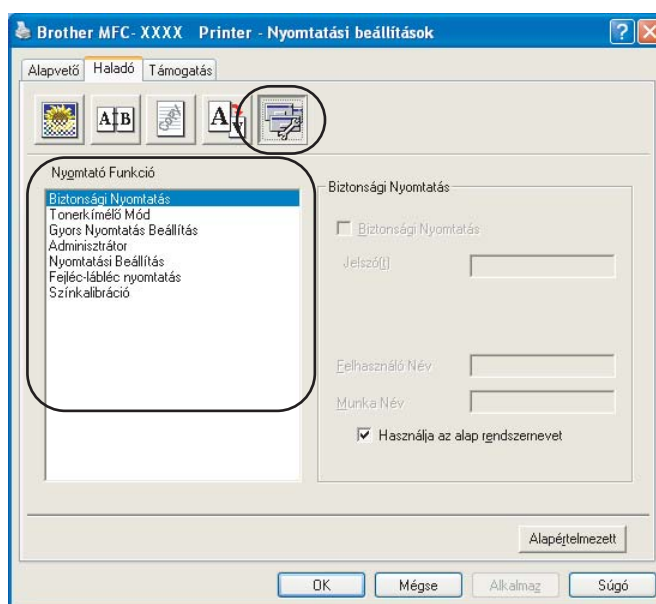 Brother MFC- XXXX Printer - Nyomtatási beállítások
Alapvető Haladó Támogatás
Nyomtató Funkció
Biztonsági Nyomtatás
Tonerkímélő Mód
Gyors Nyomtatás Beállítás
Adminisztrátor
Nyomtatási Beállítás
Fejléc-lábléc nyomtatás
Színkalibráció
Biztonsági Nyomtatás
Biztonsági Nyomtatás
Jelszó(t)
Felhasználó Név
Munka Név
Használja az alap rendszernevet
Alapértelmezett
OK Mégse Alkalmaz Súgó